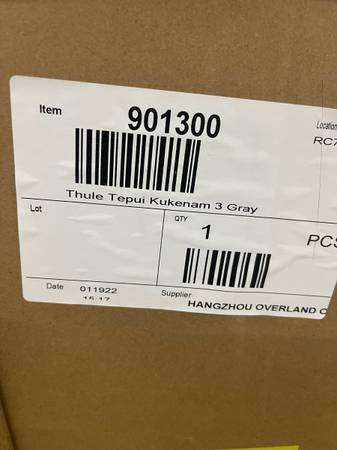 Item 901300 Location
RC7
Thule Tepui Kukenam 3 Gray
Lot QTY
1 PCS
Date 011922 Supplier
15:17 HANGZHOU OVERLAND